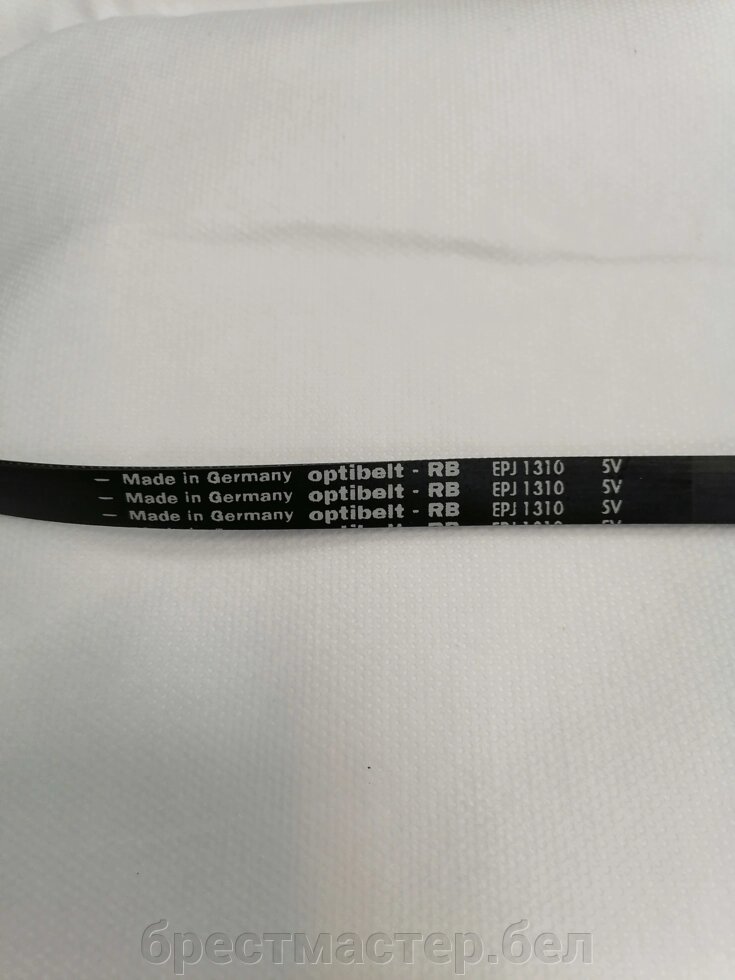 – Made in Germany optibelt - RB EPJ 1310 5V
– Made in Germany optibelt - RB EPJ 1310 5V
– Made in Germany optibelt - RB EPJ 1310 5V
брестмастер.бел